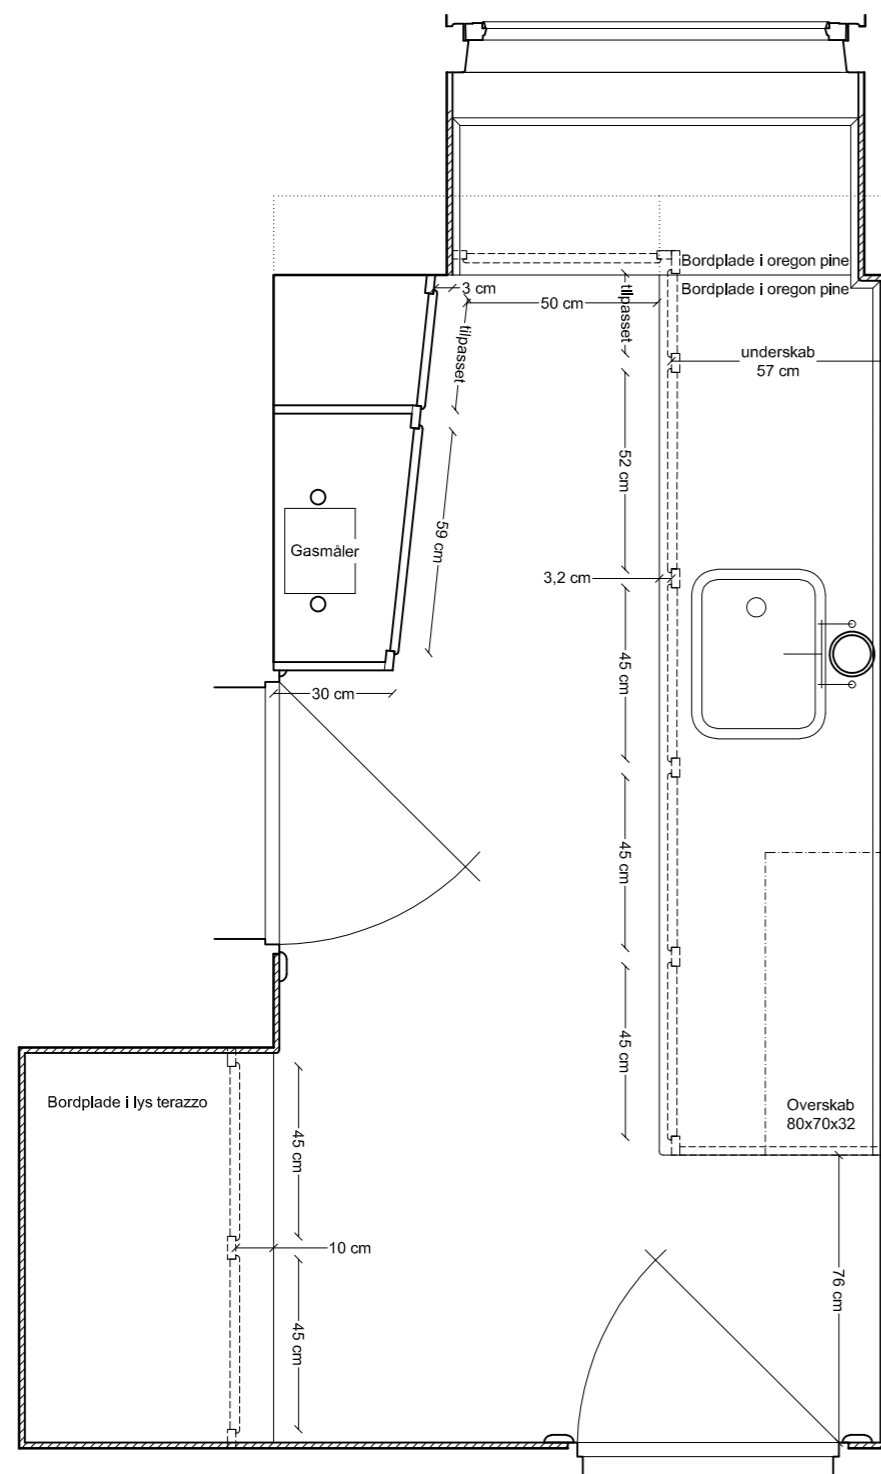 Bordplade i oregon pine
Bordplade i oregon pine
3 cm
50 cm
tilpasset
tilpasset
underskab
57 cm
52 cm
59 cm
Gasmåler
3,2 cm
45 cm
30 cm
45 cm
45 cm
Bordplade i lys terazzo
Overskab
80x70x32
45 cm
10 cm
76 cm
45 cm